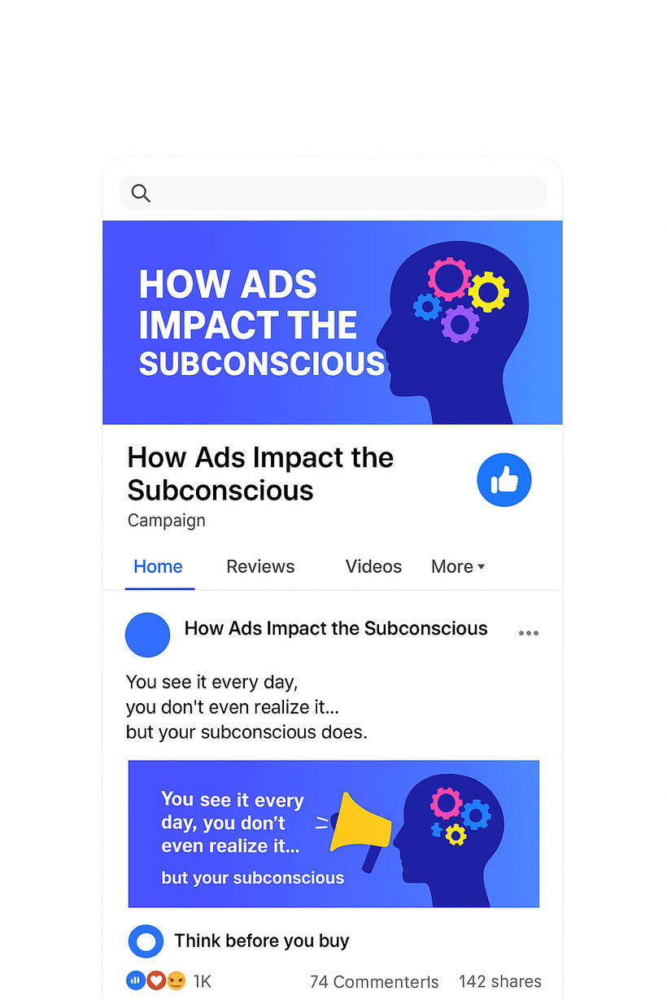 HOW ADS
IMPACT THE
SUBCONSCIOUS
How Ads Impact the
Subconscious
Campaign
Home Reviews Videos More
How Ads Impact the Subconscious
You see it every day,
you don't even realize it...
but your subconscious does.
You see it every
day, you don't
even realize it...
but your subconscious
Think before you buy
1K 74 Commenterls 142 shares